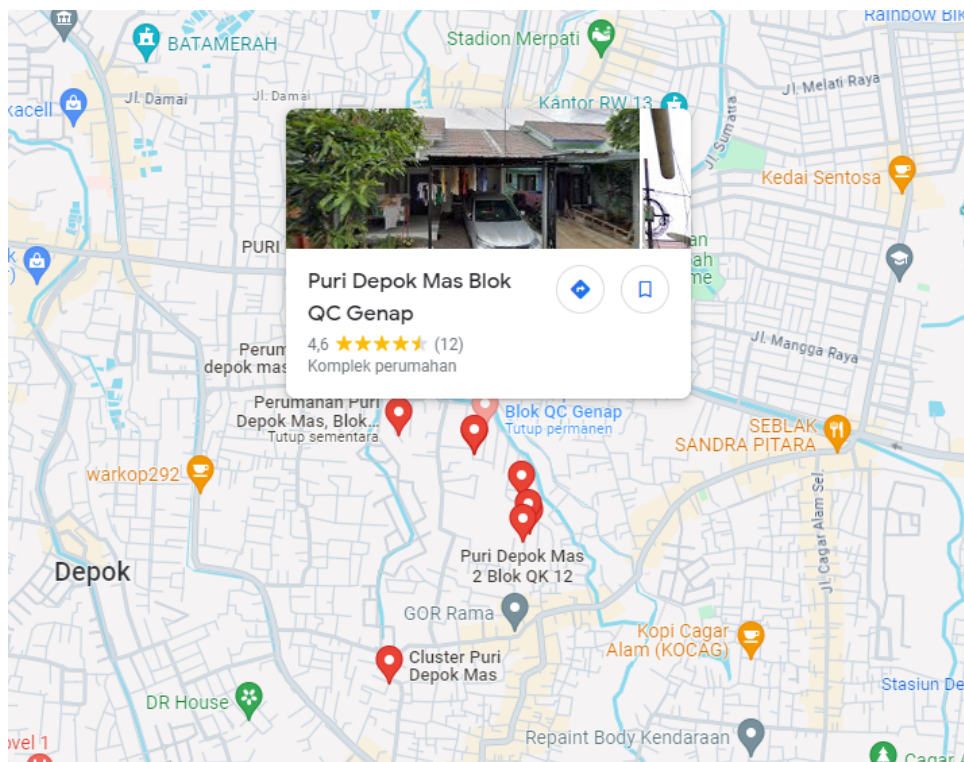 Rainbow Bik
BATAMERAH
Stadion Merpati
Jl. Melati Raya
kacell
Jl. Damai
Jl. Damai
Kantor RW 13
Jl. Sumatra
Kedai Sentosa
PURI
Puri Depok Mas Blok
QC Genap
4,6
(12)
Komplek perumahan
Jl. Mangga Raya
Perum
depok mas
Perumahan Puri
Depok Mas, Blok...
Tutup sementara
Blok QC Genap
Tutup permanen
SEBLAK
SANDRA PITARA
warkop292
Jl. Cagar Alam Sel.
Puri Depok Mas
2 Blok QK 12
Depok
GOR Rama
Kopi Cagar
Alam (KOCAG)
Cluster Puri
Depok Mas
Stasiun De
DR House
Repaint Body Kendaraan
ovel 1
Cagar A